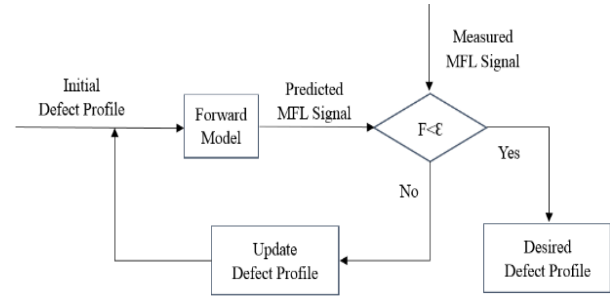 Measured
MFL Signal
Initial
Defect Profile
Predicted
MFL Signal
Forward
Model
F<ε
Yes
No
Update
Defect Profile
Desired
Defect Profile